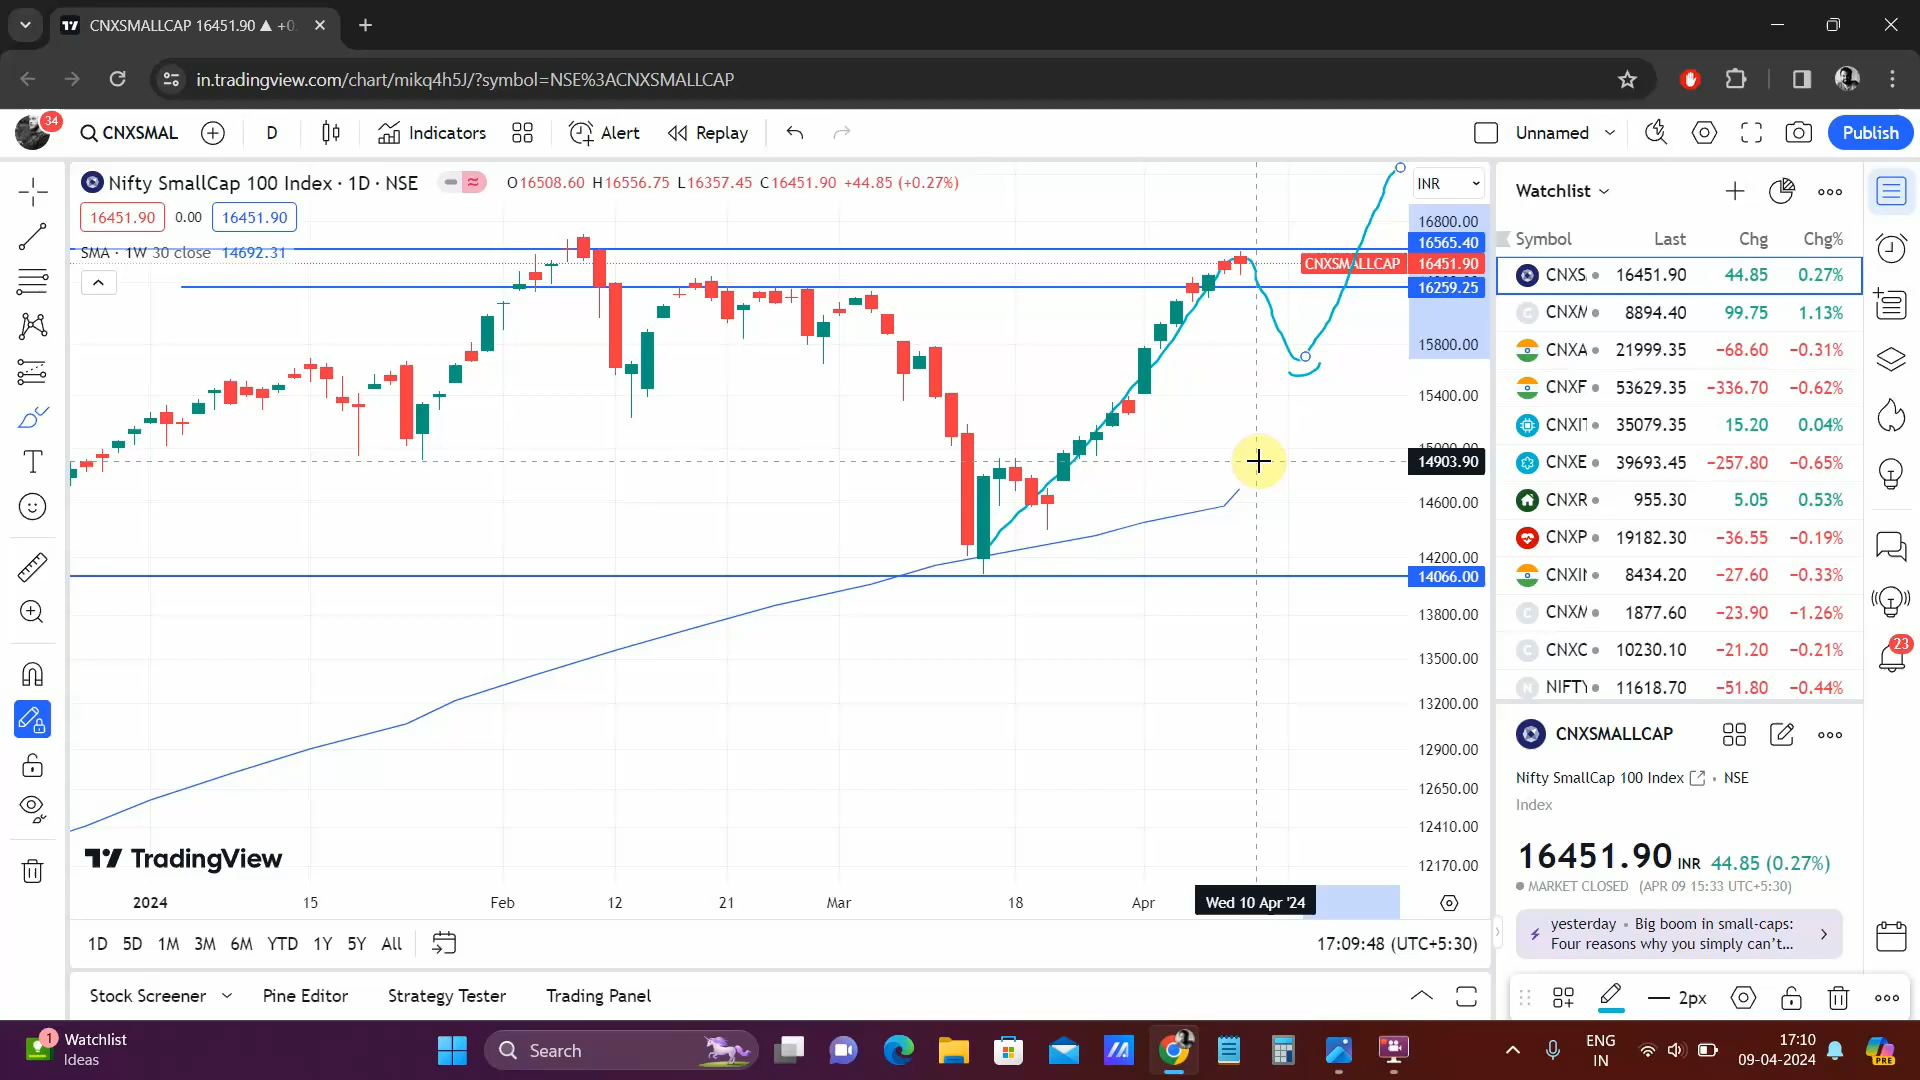 CNXSMALLCAP 16451.90 ▲ +0.
in.tradingview.com/chart/mikq4h5J/?symbol=NSE%3ACNXSMALLCAP
34
CNXSMAL
D
Indicators
Alert
Replay
Unnamed
Publish
Nifty SmallCap 100 Index · 1D · NSE
O16508.60 H16556.75 L16357.45 C16451.90 +44.85 (+0.27%)
INR
16451.90 0.00 16451.90
SMA · 1W 30 close 14692.31
16800.00
16565.40
CNXSMALLCAP 16451.90
16259.25
15800.00
15400.00
15000.00
14903.90
14600.00
14200.00
14066.00
13800.00
13500.00
13200.00
12900.00
12650.00
12410.00
12170.00
TradingView
2024 15 Feb 12 21 Mar 18 Apr Wed 10 Apr '24
1D 5D 1M 3M 6M YTD 1Y 5Y All
17:09:48 (UTC+5:30)
Stock Screener Pine Editor Strategy Tester Trading Panel
Watchlist
Symbol Last Chg Chg%
CNXS. 16451.90 44.85 0.27%
CNXM 8894.40 99.75 1.13%
CNXA 21999.35 −68.60 −0.31%
CNXF 53629.35 −336.70 −0.62%
CNXIT 35079.35 15.20 0.04%
CNXE 39693.45 −257.80 −0.65%
CNXR 955.30 5.05 0.53%
CNXP 19182.30 −36.55 −0.19%
CNXIN 8434.20 −27.60 −0.33%
CNXM 1877.60 −23.90 −1.26%
CNXC 10230.10 −21.20 −0.21%
NIFTY 11618.70 −51.80 −0.44%
23
CNXSMALLCAP
Nifty SmallCap 100 Index • NSE
Index
16451.90 INR 44.85 (0.27%)
MARKET CLOSED (APR 09 15:33 UTC+5:30)
yesterday • Big boom in small-caps:
Four reasons why you simply can't...
2px
1
Watchlist
Ideas
Search
ENG
IN
17:10
09-04-2024
PRE